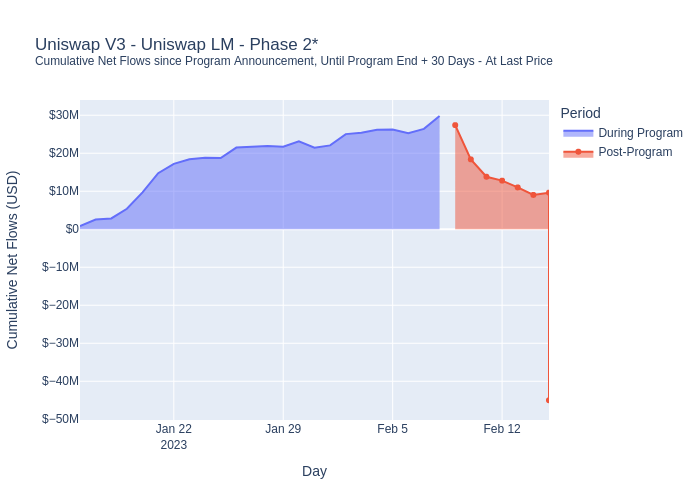 Uniswap V3 - Uniswap LM - Phase 2*
Cumulative Net Flows since Program Announcement, Until Program End + 30 Days - At Last Price
Period
During Program
Post-Program
Cumulative Net Flows (USD)
$30M
$20M
$10M
$0
$−10M
$−20M
$−30M
$−40M
$−50M
Jan 22
2023
Jan 29
Feb 5
Feb 12
Day